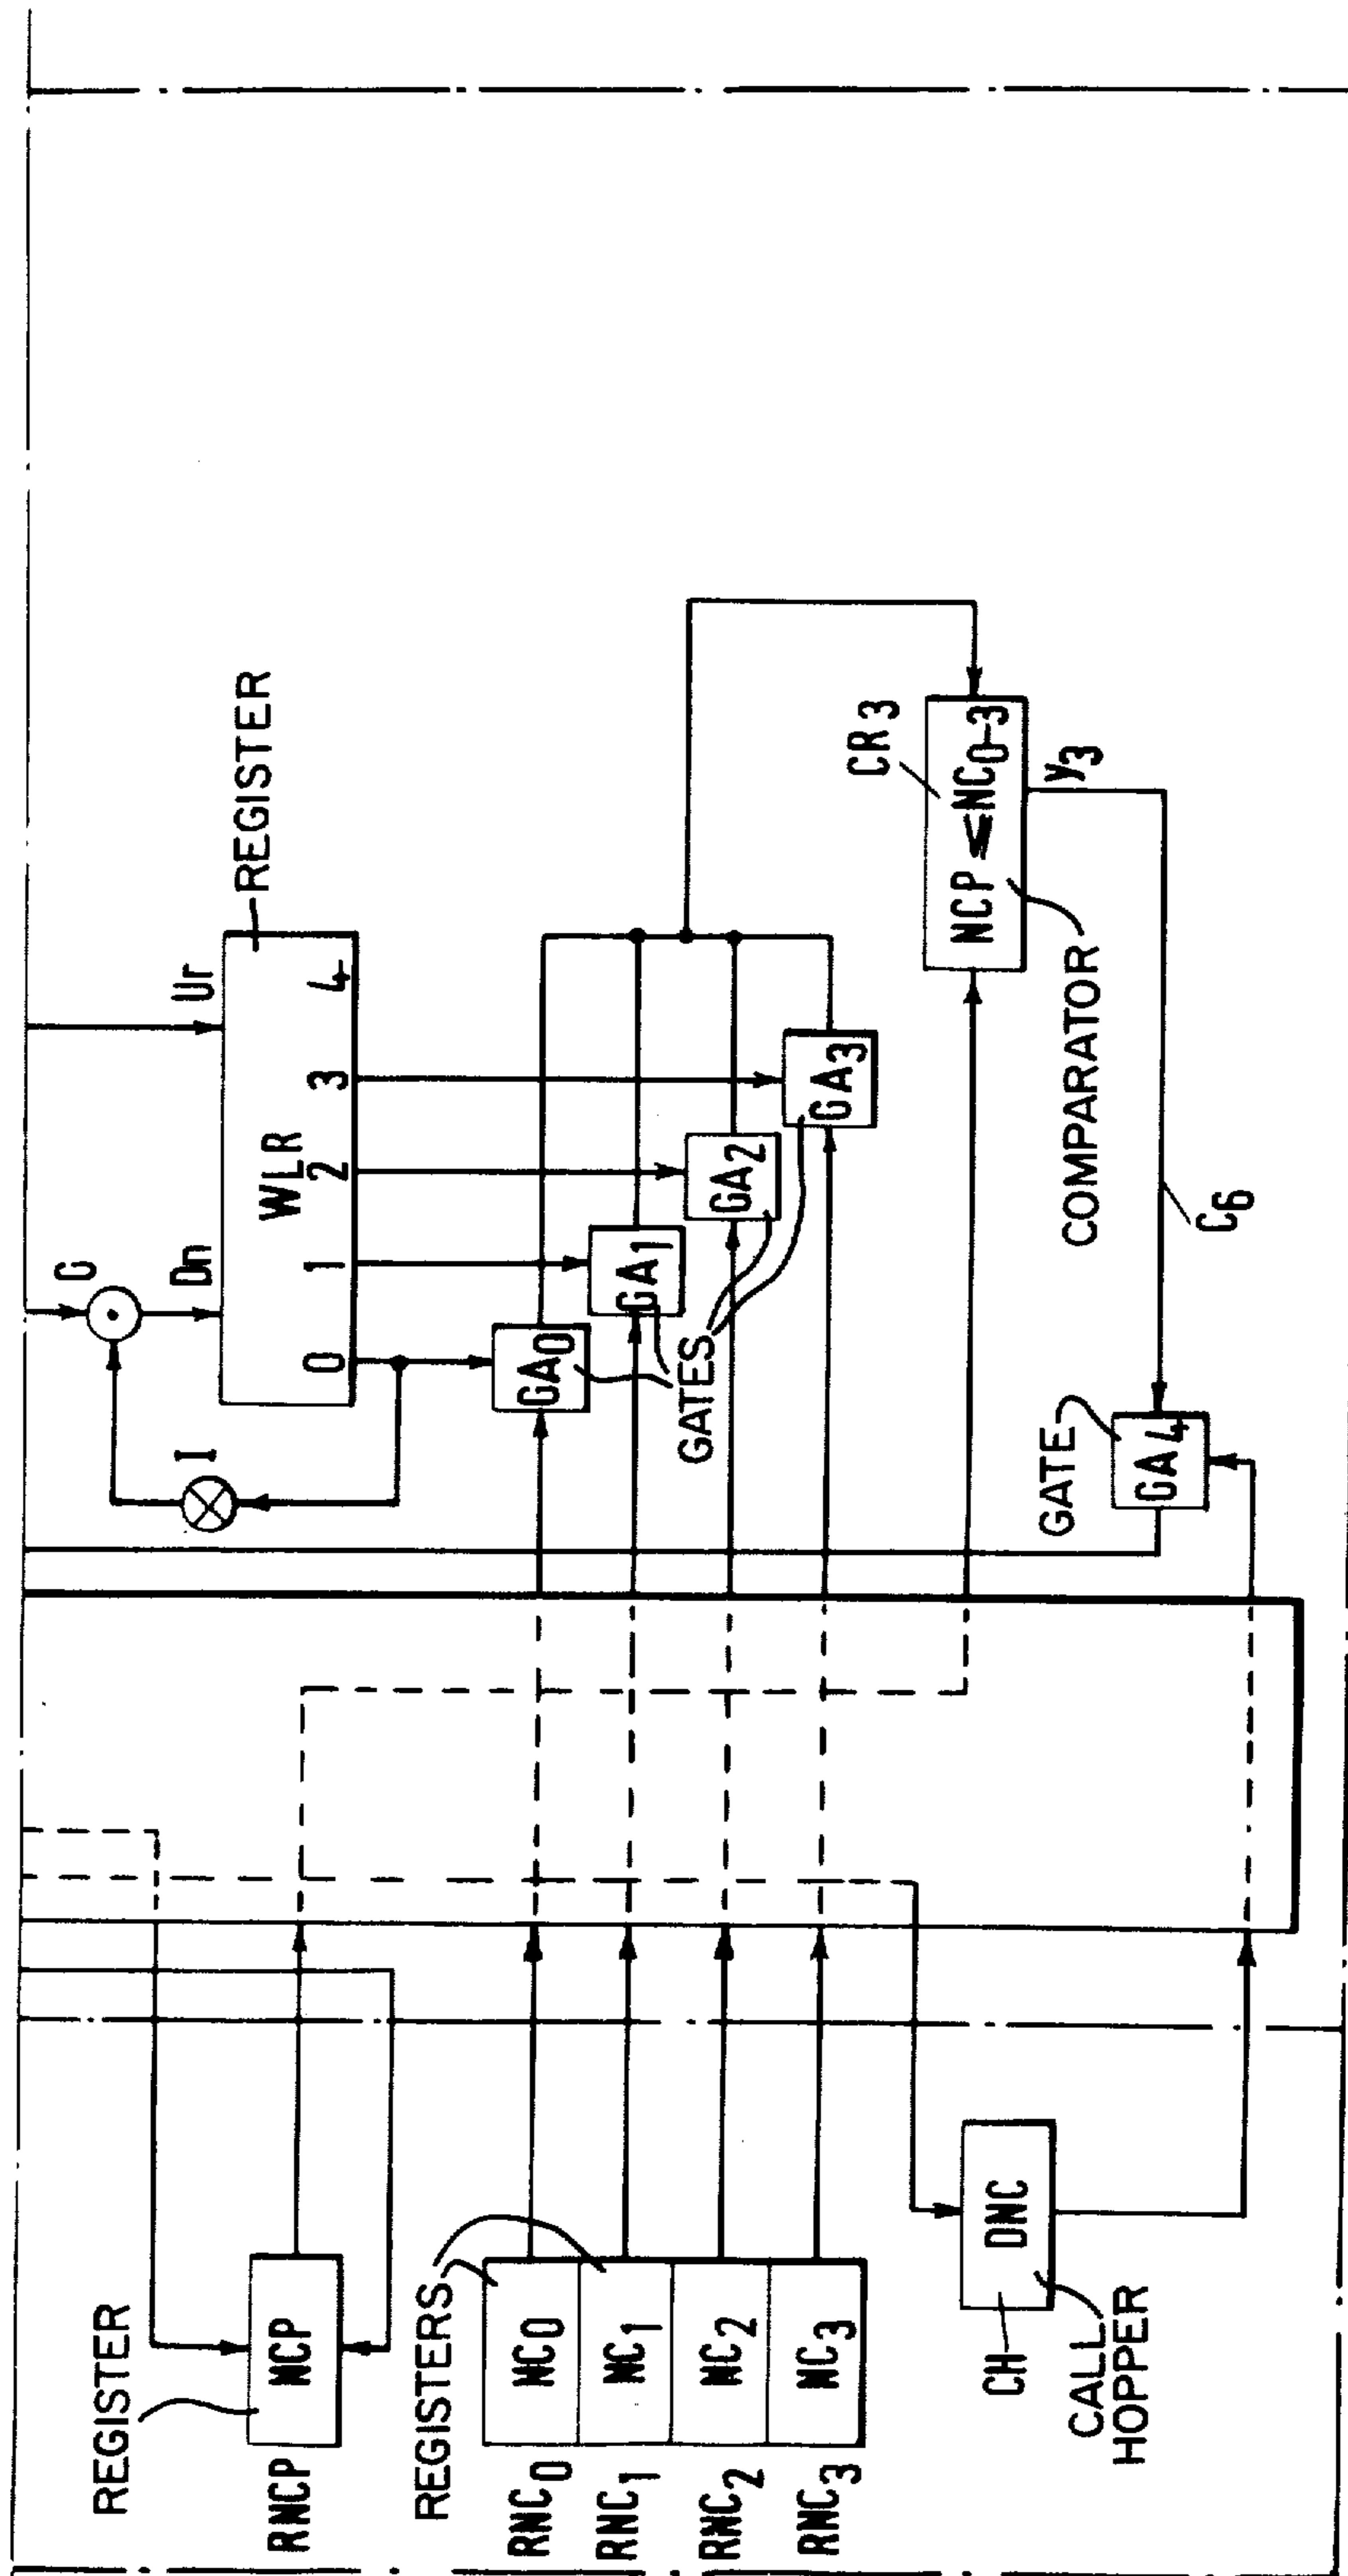 REGISTER
RNCP
NCP
REGISTERS
RNC0
NC0
RNC1
NC1
RNC2
NC2
RNC3
NC3
CH
DNC
CALL
HOPPER
I
G
Dn
Ur
REGISTER
WLR
0 1 2 3 4
GA0
GA1
GA2
GA3
GATES
CR3
NCP ≤NC0-3
COMPARATOR
y3
C6
GATE
GA4